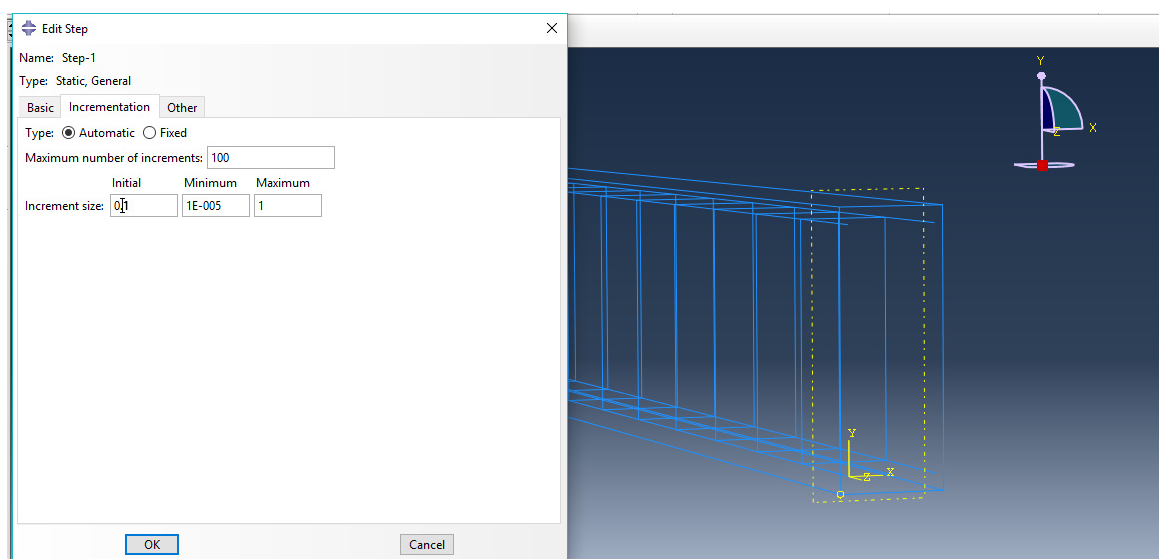 Edit Step
Name: Step-1
Type: Static, General
Basic Incrementation Other
Type: Automatic Fixed
Maximum number of increments: 100
Initial Minimum Maximum
Increment size: 0.1 1E-005 1
OK Cancel
Y
X
Z
Y
X
Z